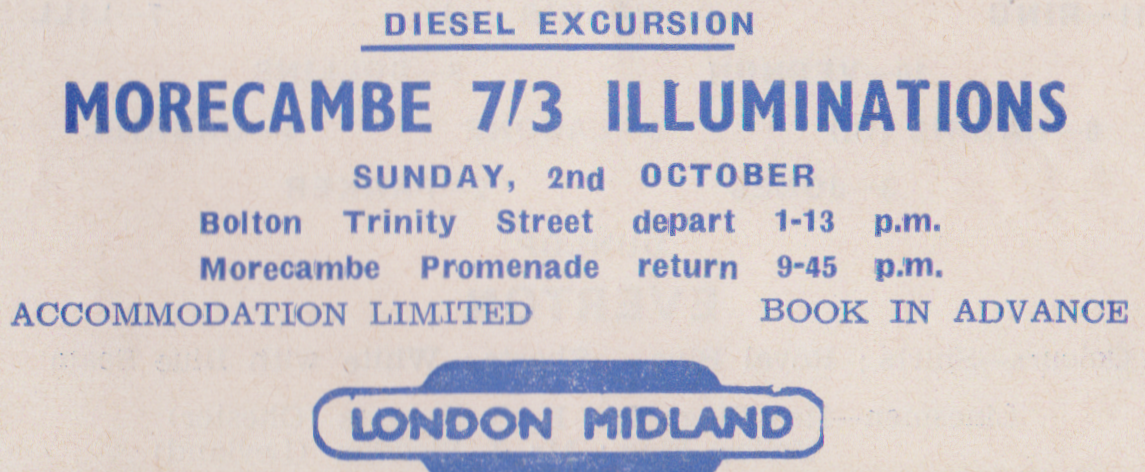 DIESEL EXCURSION
MORECAMBE 7/3 ILLUMINATIONS
SUNDAY, 2nd OCTOBER
Bolton Trinity Street depart 1-13 p.m.
Morecambe Promenade return 9-45 p.m.
ACCOMMODATION LIMITED BOOK IN ADVANCE
LONDON MIDLAND